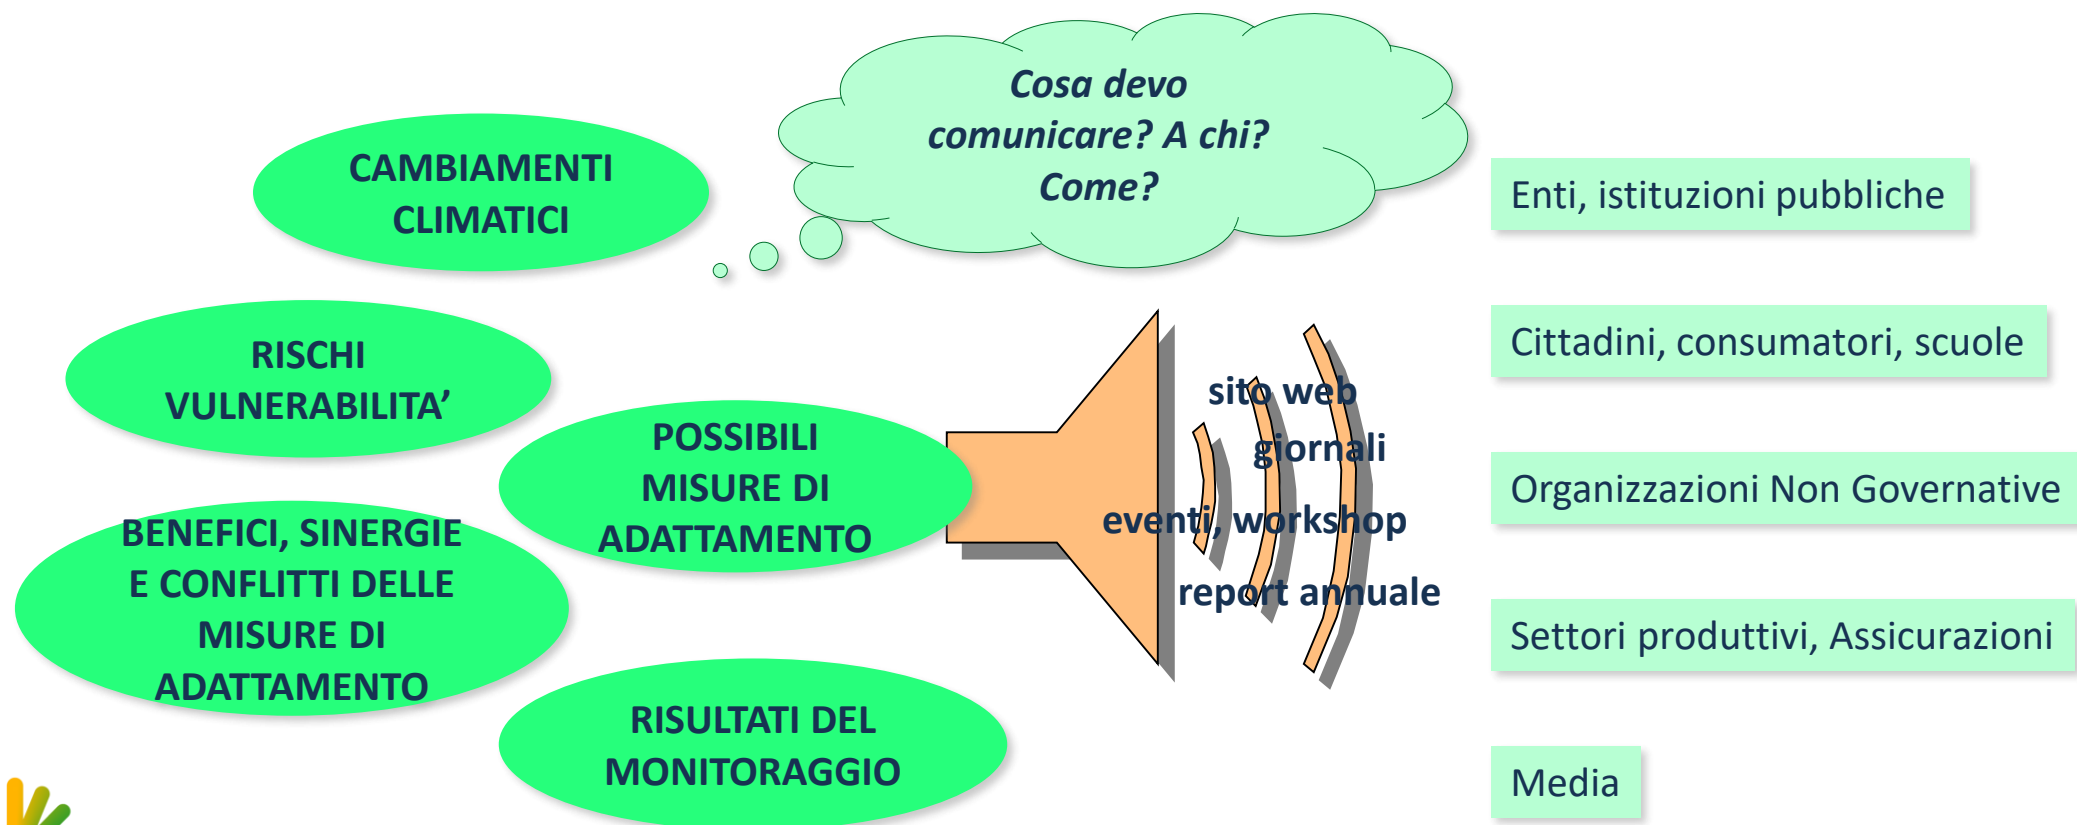 Cosa devo
comunicare? A chi?
Come?
CAMBIAMENTI
CLIMATICI
RISCHI
VULNERABILITA’
POSSIBILI
MISURE DI
ADATTAMENTO
BENEFICI, SINERGIE
E CONFLITTI DELLE
MISURE DI
ADATTAMENTO
RISULTATI DEL
MONITORAGGIO
sito web
giornali
eventi, workshop
report annuale
Enti, istituzioni pubbliche
Cittadini, consumatori, scuole
Organizzazioni Non Governative
Settori produttivi, Assicurazioni
Media